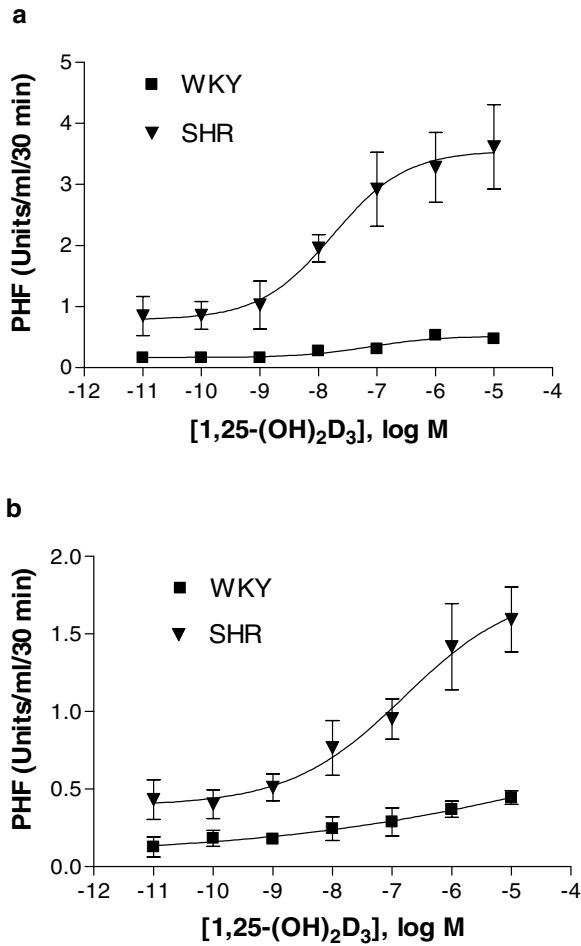 a
PHF (Units/ml/30 min)
5
4
3
2
1
0
WKY
SHR
-12 -11 -10 -9 -8 -7 -6 -5 -4
[1,25-(OH)₂D₃], log M
b
PHF (Units/ml/30 min)
2.0
1.5
1.0
0.5
0.0
WKY
SHR
-12 -11 -10 -9 -8 -7 -6 -5 -4
[1,25-(OH)₂D₃], log M